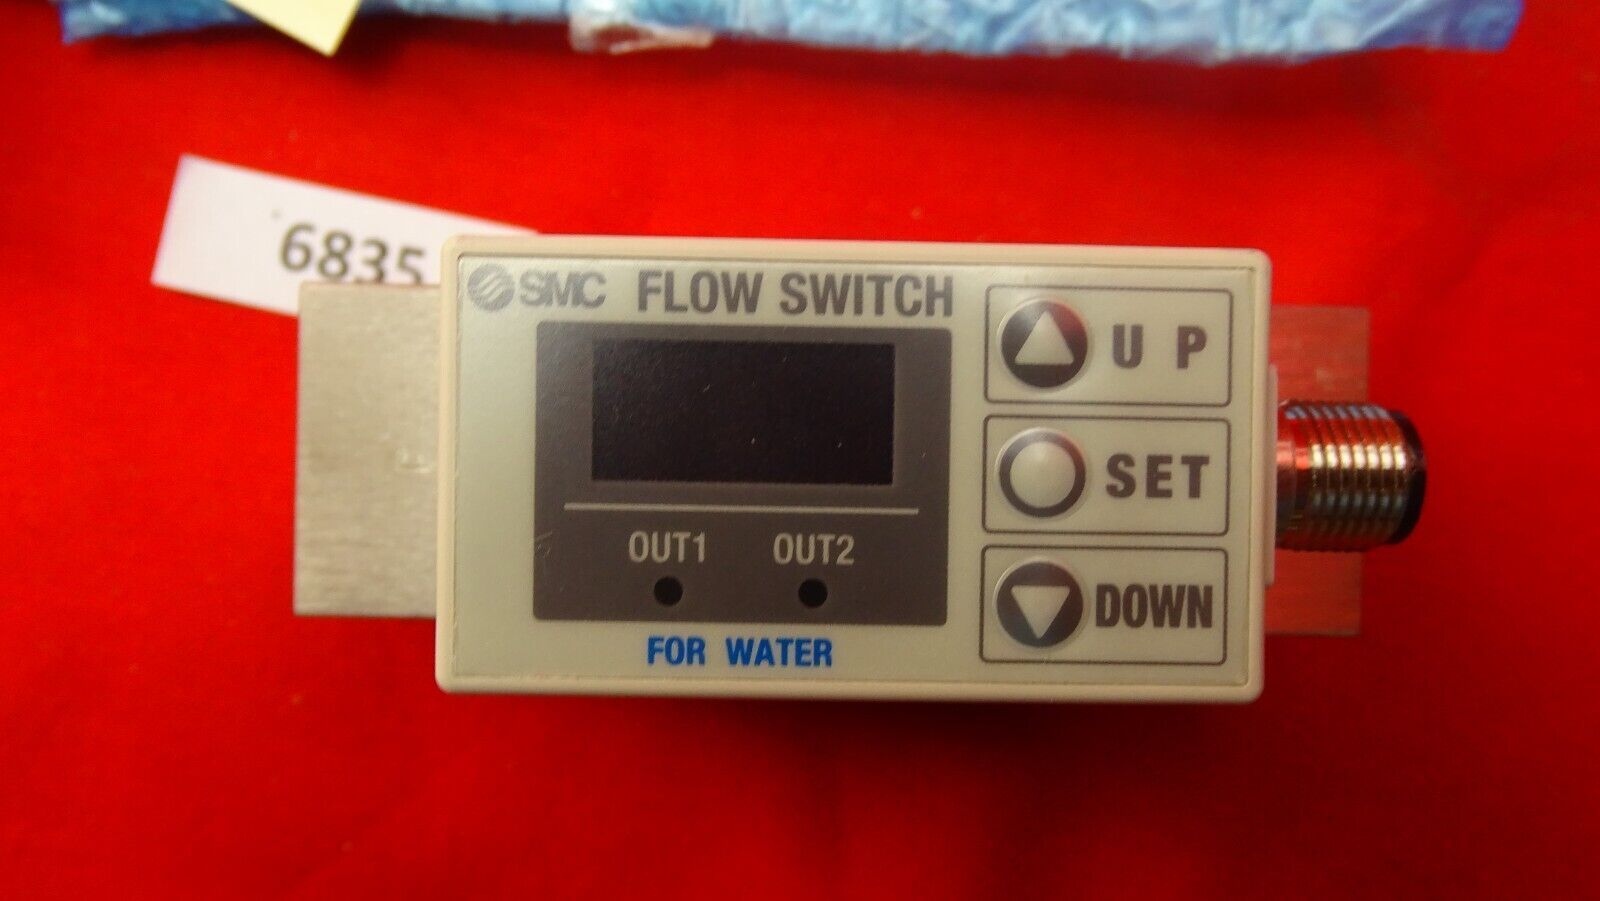 6835
SMC FLOW SWITCH
UP
SET
OUT1 OUT2
DOWN
FOR WATER